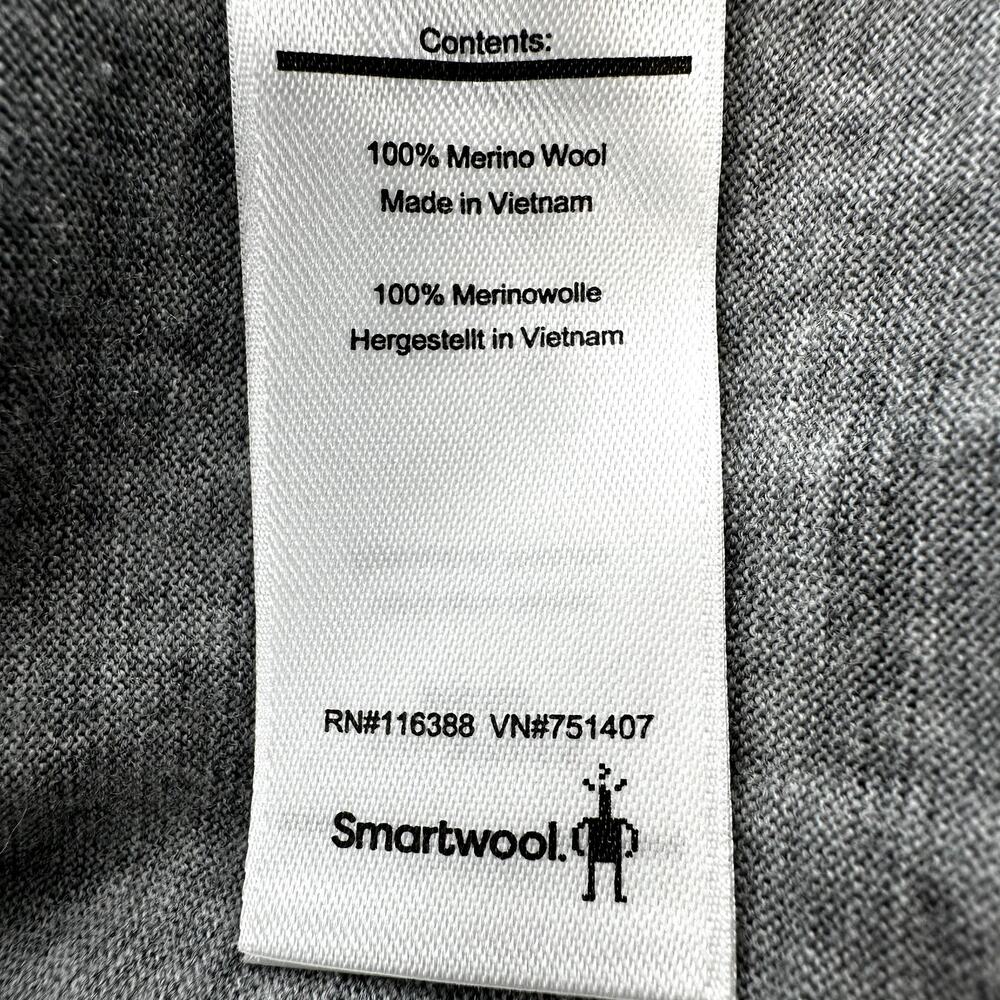 Contents:
100% Merino Wool
Made in Vietnam
100% Merinowolle
Hergestellt in Vietnam
RN#116388 VN#751407
Smartwool.